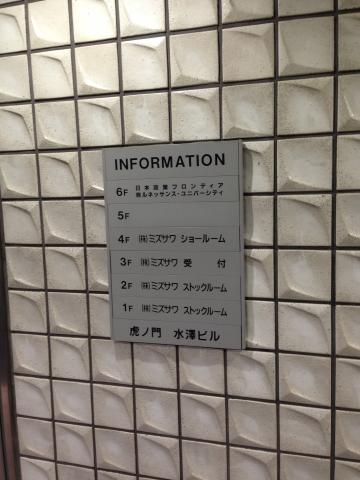 INFORMATION
6F 日本産業フロンティア
㈱ルネッサンス・ユニバーシティ
5F
4F ㈱ミズサワ ショールーム
3F ㈱ミズサワ 受 付
2F ㈱ミズサワ ストックルーム
1F ㈱ミズサワ ストックルーム
虎ノ門 水澤ビル